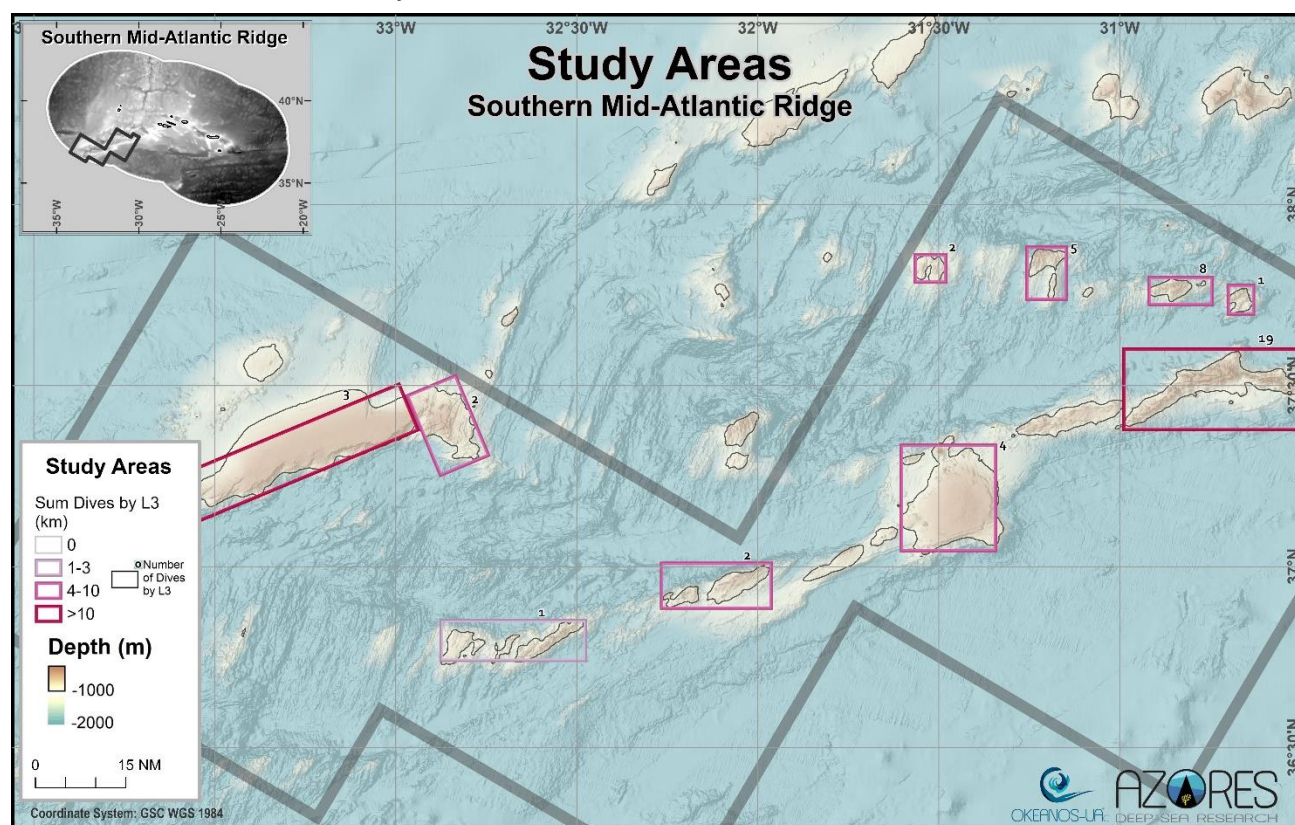 Southern Mid-Atlantic Ridge
40°N
35°N
35°W
30°W
25°W
20°W
33°W
32°30'W
32°W
31°30'W
31°W
Study Areas
Southern Mid-Atlantic Ridge
38°N
37°30'N
37°N
36°30'N
2
5
8
1
19
3
2
4
2
1
Study Areas
Sum Dives by L3
(km)
0
1-3
4-10
>10
0 Number
of Dives
by L3
Depth (m)
-1000
-2000
0 15 NM
Coordinate System: GSC WGS 1984
OKEANOS-UAc
AZORES
DEEP-SEA RESEARCH